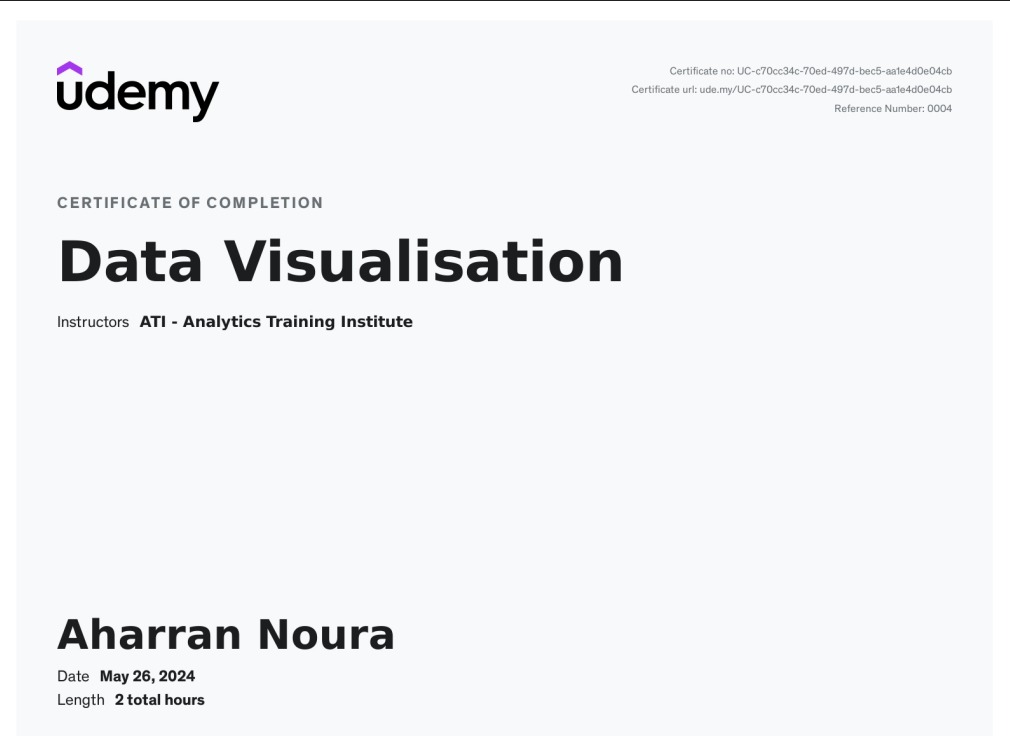 udemy
Certificate no: UC-c70cc34c-70ed-497d-bec5-aa1e4d0e04cb
Certificate url: ude.my/UC-c70cc34c-70ed-497d-bec5-aa1e4d0e04cb
Reference Number: 0004
CERTIFICATE OF COMPLETION
Data Visualisation
Instructors ATI - Analytics Training Institute
Aharran Noura
Date May 26, 2024
Length 2 total hours